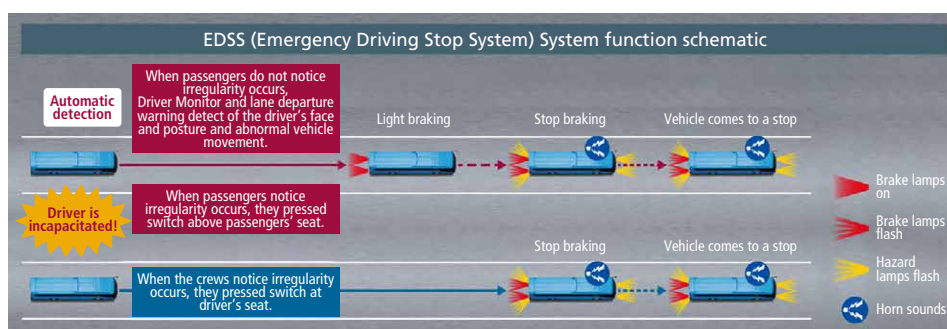 EDSS (Emergency Driving Stop System) System function schematic
Automatic
detection
When passengers do not notice
irregularity occurs,
Driver Monitor and lane departure
warning detect of the driver's face
and posture and abnormal vehicle
movement.
Light braking
Stop braking
Vehicle comes to a stop
Driver is
incapacitated!
When passengers notice
irregularity occurs, they pressed
switch above passengers' seat.
Stop braking
Vehicle comes to a stop
When the crews notice irregularity
occurs, they pressed switch at
driver's seat.
Brake lamps
on
Brake lamps
flash
Hazard
lamps flash
Horn sounds